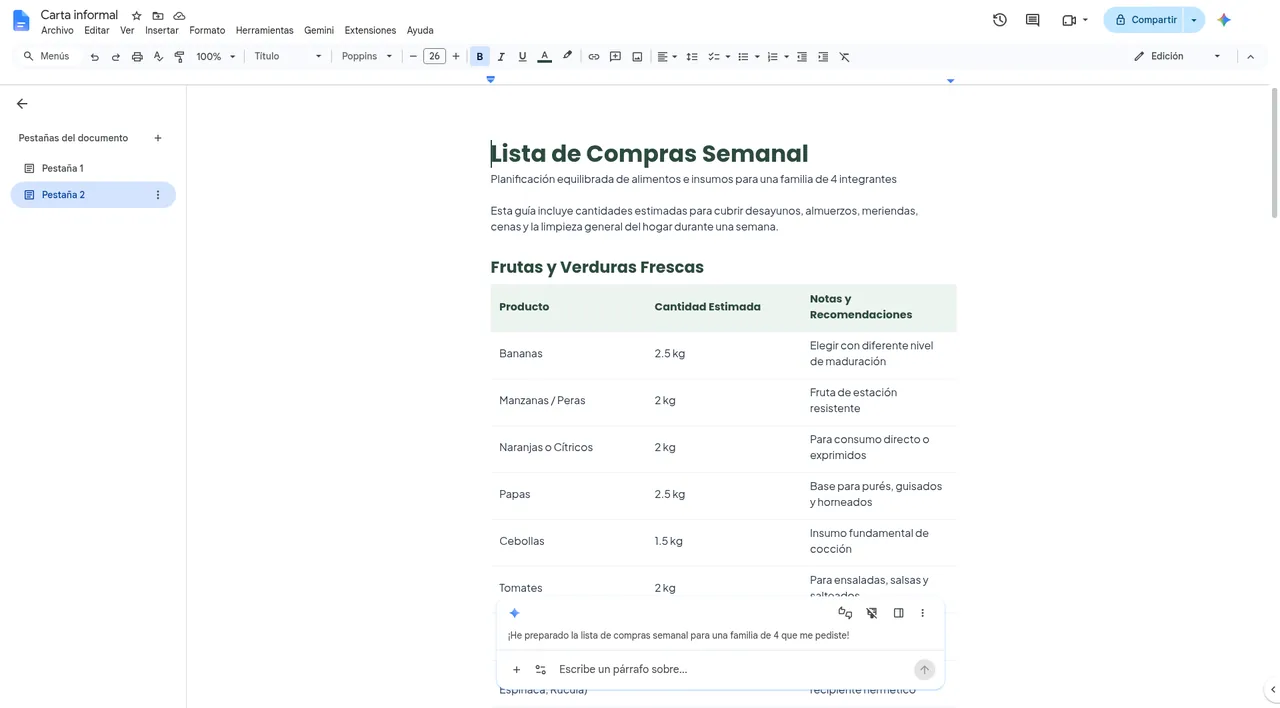 Carta informal
Archivo Editar Ver Insertar Formato Herramientas Gemini Extensiones Ayuda
Compartir
Menús 100% Título Poppins 26 B I U A Edición
Pestañas del documento
Pestaña 1
Pestaña 2
Lista de Compras Semanal
Planificación equilibrada de alimentos e insumos para una familia de 4 integrantes
Esta guía incluye cantidades estimadas para cubrir desayunos, almuerzos, meriendas,
cenas y la limpieza general del hogar durante una semana.
Frutas y Verduras Frescas
Producto Cantidad Estimada Notas y
Recomendaciones
Bananas 2.5 kg Elegir con diferente nivel
de maduración
Manzanas / Peras 2 kg Fruta de estación
resistente
Naranjas o Cítricos 2 kg Para consumo directo o
exprimidos
Papas 2.5 kg Base para purés, guisados
y horneados
Cebollas 1.5 kg Insumo fundamental de
cocción
Tomates 2 kg Para ensaladas, salsas y
salteados
¡He preparado la lista de compras semanal para una familia de 4 que me pediste!
Escribe un párrafo sobre...
Espinaca, Rúcula) recipiente hermético